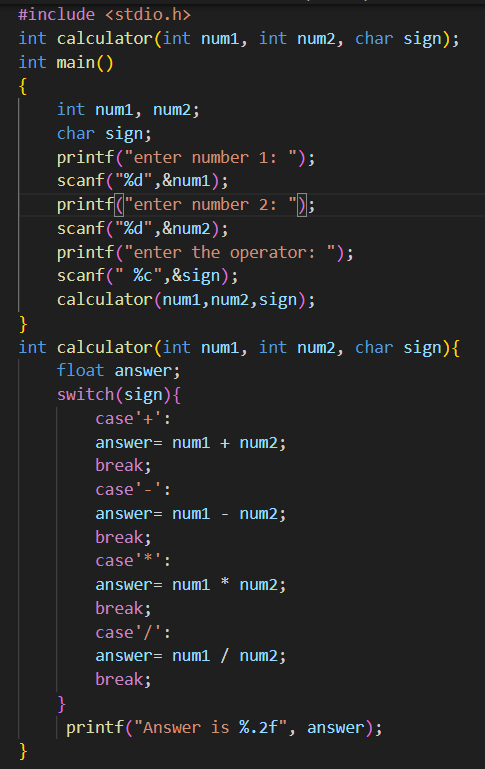 #include <stdio.h>
int calculator(int num1, int num2, char sign);
int main()
{
    int num1, num2;
    char sign;
    printf("enter number 1: ");
    scanf("%d",&num1);
    printf("enter number 2: ");
    scanf("%d",&num2);
    printf("enter the operator: ");
    scanf(" %c",&sign);
    calculator(num1,num2,sign);
}
int calculator(int num1, int num2, char sign){
    float answer;
    switch(sign){
        case'+':
        answer= num1 + num2;
        break;
        case'-':
        answer= num1 - num2;
        break;
        case'*':
        answer= num1 * num2;
        break;
        case'/':
        answer= num1 / num2;
        break;
    }
     printf("Answer is %.2f", answer);
}